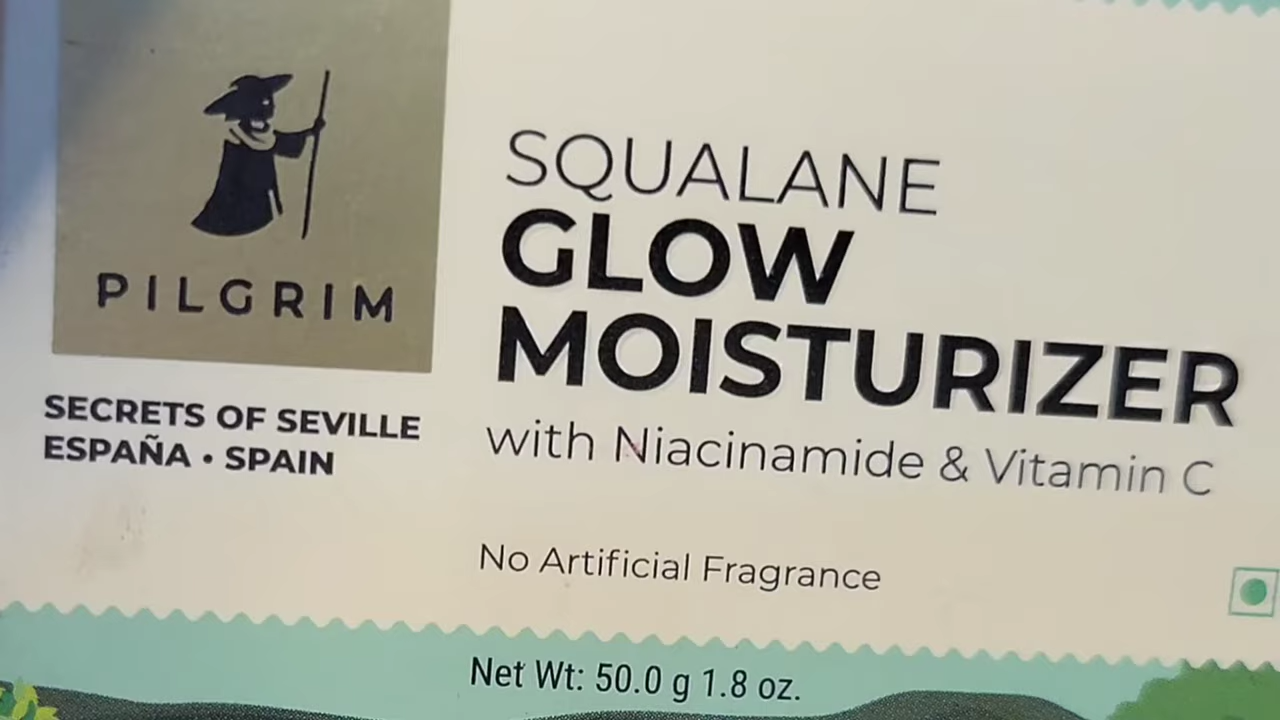 PILGRIM
SECRETS OF SEVILLE
ESPAÑA • SPAIN
SQUALANE
GLOW
MOISTURIZER
with Niacinamide & Vitamin C
No Artificial Fragrance
Net Wt: 50.0 g 1.8 oz.